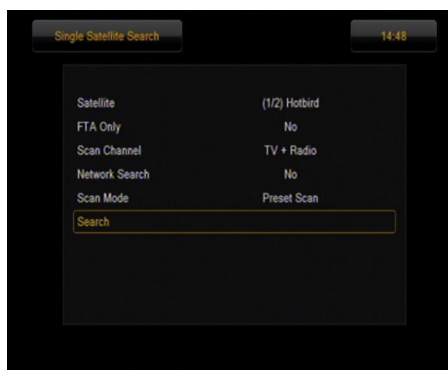 Single Satellite Search 14:48
Satellite (1/2) Hotbird
FTA Only No
Scan Channel TV + Radio
Network Search No
Scan Mode Preset Scan
Search